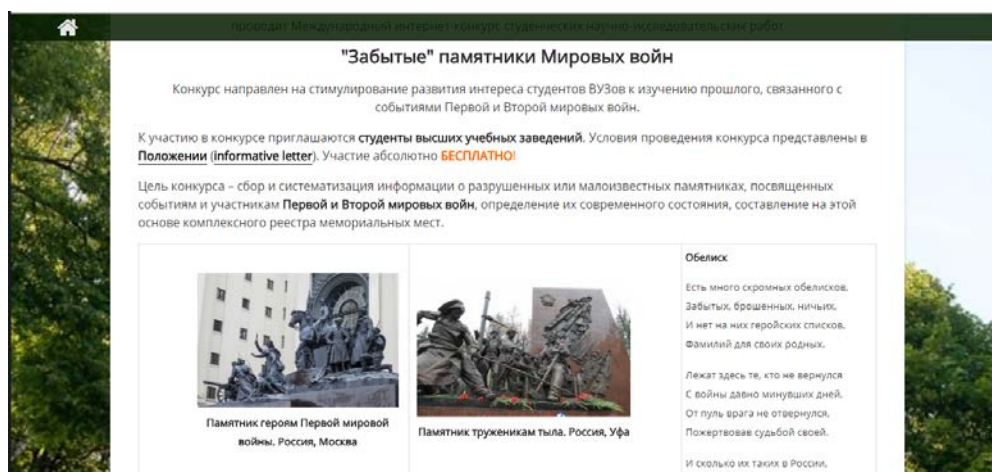 проводит Международный интернет-конкурс студенческих научно-исследовательских работ
"Забытые" памятники Мировых войн
Конкурс направлен на стимулирование развития интереса студентов ВУЗов к изучению прошлого, связанного с
событиями Первой и Второй мировых войн.
К участию в конкурсе приглашаются студенты высших учебных заведений. Условия проведения конкурса представлены в
Положении (informative letter). Участие абсолютно БЕСПЛАТНО!
Цель конкурса – сбор и систематизация информации о разрушенных или малоизвестных памятниках, посвященных
событиям и участникам Первой и Второй мировых войн, определение их современного состояния, составление на этой
основе комплексного реестра мемориальных мест.
Памятник героям Первой мировой
войны. Россия, Москва
Памятник труженикам тыла. Россия, Уфа
Обелиск
Есть много скромных обелисков,
Забытых, брошенных, ничьих,
И нет на них геройских списков,
Фамилий для своих родных.
Лежат здесь те, кто не вернулся
С войны давно минувших дней,
От пуль врага не отвернулся,
Пожертвовав судьбой своей.
И сколько их таких в России,